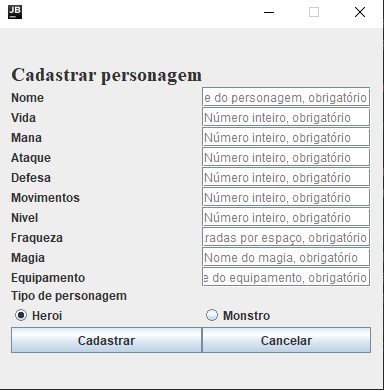 JB
Cadastrar personagem
Nome e do personagem, obrigatório
Vida Número inteiro, obrigatório
Mana Número inteiro, obrigatório
Ataque Número inteiro, obrigatório
Defesa Número inteiro, obrigatório
Movimentos Número inteiro, obrigatório
Nivel Número inteiro, obrigatório
Fraqueza radas por espaço, obrigatório
Magia Nome do magia, obrigatório
Equipamento e do equipamento, obrigatório
Tipo de personagem
Heroi Monstro
Cadastrar Cancelar